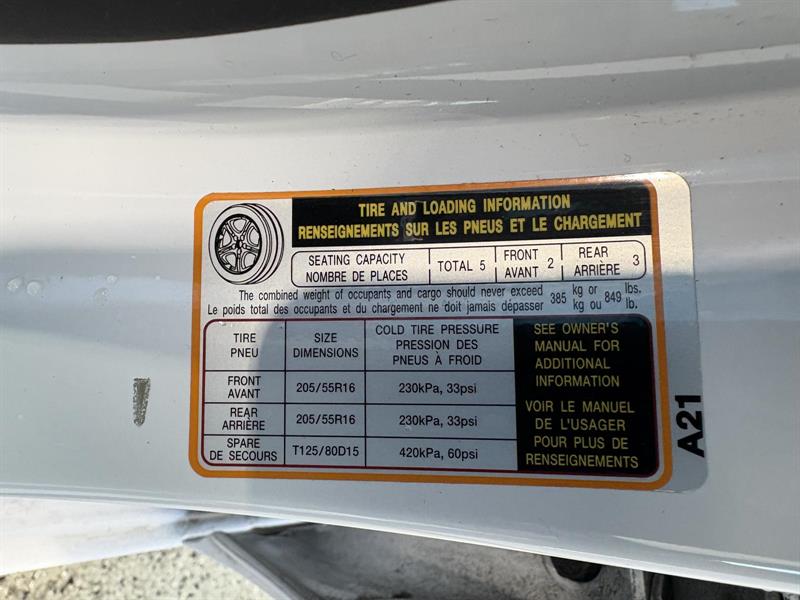 TIRE AND LOADING INFORMATION
RENSEIGNEMENTS SUR LES PNEUS ET LE CHARGEMENT
SEATING CAPACITY
NOMBRE DE PLACES
TOTAL 5
FRONT
AVANT 2
REAR
ARRIÈRE 3
The combined weight of occupants and cargo should never exceed 385 kg or 849 lbs.
Le poids total des occupants et du chargement ne doit jamais dépasser kg ou lb.
TIRE
PNEU
SIZE
DIMENSIONS
COLD TIRE PRESSURE
PRESSION DES
PNEUS À FROID
FRONT
AVANT
205/55R16
230kPa, 33psi
REAR
ARRIÈRE
205/55R16
230kPa, 33psi
SPARE
DE SECOURS
T125/80D15
420kPa, 60psi
SEE OWNER'S
MANUAL FOR
ADDITIONAL
INFORMATION
VOIR LE MANUEL
DE L'USAGER
POUR PLUS DE
RENSEIGNEMENTS
A21